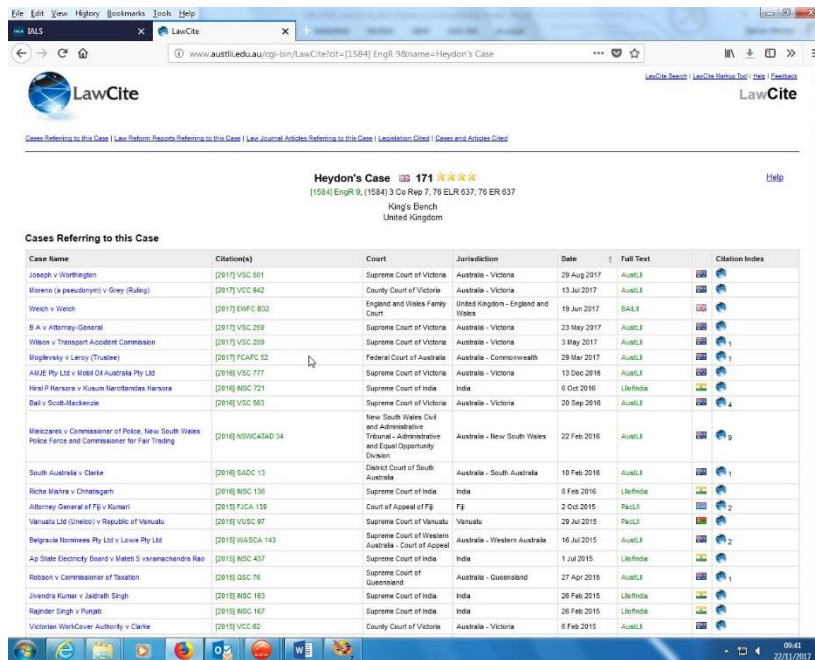 File Edit View History Bookmarks Tools Help
IALS
LawCite
www.austlii.edu.au/cgi-bin/LawCite?cit=[1584] EngR 9&name=Heydon's Case
LawCite Search | LawCite Markup Tool | Help | Feedback
LawCite
LawCite
Cases Referring to this Case | Law Reform Reports Referring to this Case | Law Journal Articles Referring to this Case | Legislation Cited | Cases and Articles Cited
Heydon's Case 171
Help
[1584] EngR 9; (1584) 3 Co Rep 7; 76 ELR 637; 76 ER 637
King's Bench
United Kingdom
Cases Referring to this Case
Case Name Citation(s) Court Jurisdiction Date ↑ Full Text Citation Index
Joseph v Worthington [2017] VSC 501 Supreme Court of Victoria Australia - Victoria 29 Aug 2017 AustLII
Moreno (a pseudonym) v Grey (Ruling) [2017] VCC 942 County Court of Victoria Australia - Victoria 13 Jul 2017 AustLII
Welch v Welch [2017] EWFC B32 England and Wales Family Court United Kingdom - England and Wales 19 Jun 2017 BAILII
B A v Attorney-General [2017] VSC 259 Supreme Court of Victoria Australia - Victoria 23 May 2017 AustLII
Wilson v Transport Accident Commission [2017] VSC 209 Supreme Court of Victoria Australia - Victoria 3 May 2017 AustLII 1
Mogilevsky v Leroy (Trustee) [2017] FCAFC 52 Federal Court of Australia Australia - Commonwealth 29 Mar 2017 AustLII 1
AMJE Pty Ltd v Mobil Oil Australia Pty Ltd [2016] VSC 777 Supreme Court of Victoria Australia - Victoria 13 Dec 2016 AustLII
Hiral P Harsora v Kusum Narottamdas Harsora [2016] INSC 721 Supreme Court of India India 6 Oct 2016 LIIofIndia
Bail v Scott-Mackenzie [2016] VSC 563 Supreme Court of Victoria Australia - Victoria 20 Sep 2016 AustLII 4
Mielczarek v Commissioner of Police, New South Wales Police Force and Commissioner for Fair Trading [2016] NSWCATAD 34 New South Wales Civil and Administrative Tribunal - Administrative and Equal Opportunity Division Australia - New South Wales 22 Feb 2016 AustLII 9
South Australia v Clarke [2016] SADC 13 District Court of South Australia Australia - South Australia 10 Feb 2016 AustLII 1
Richa Mishra v Chhatisgarh [2016] INSC 136 Supreme Court of India India 8 Feb 2016 LIIofIndia
Attorney General of Fiji v Kumari [2015] FJCA 139 Court of Appeal of Fiji Fiji 2 Oct 2015 PacLII 2
Vanuatu Ltd (Unelco) v Republic of Vanuatu [2015] VUSC 97 Supreme Court of Vanuatu Vanuatu 29 Jul 2015 PacLII
Belgravia Nominees Pty Ltd v Lowe Pty Ltd [2015] WASCA 143 Supreme Court of Western Australia - Court of Appeal Australia - Western Australia 16 Jul 2015 AustLII 2
Ap State Electricity Board v Mateti S vsramachandra Rao [2015] INSC 437 Supreme Court of India India 1 Jul 2015 LIIofIndia
Robson v Commissioner of Taxation [2015] QSC 76 Supreme Court of Queensland Australia - Queensland 27 Apr 2015 AustLII 1
Jivendra Kumar v Jaidrath Singh [2015] INSC 163 Supreme Court of India India 26 Feb 2015 LIIofIndia
Rajinder Singh v Punjab [2015] INSC 167 Supreme Court of India India 26 Feb 2015 LIIofIndia
Victorian WorkCover Authority v Clarke [2015] VCC 62 County Court of Victoria Australia - Victoria 6 Feb 2015 AustLII
09:41
22/11/2017